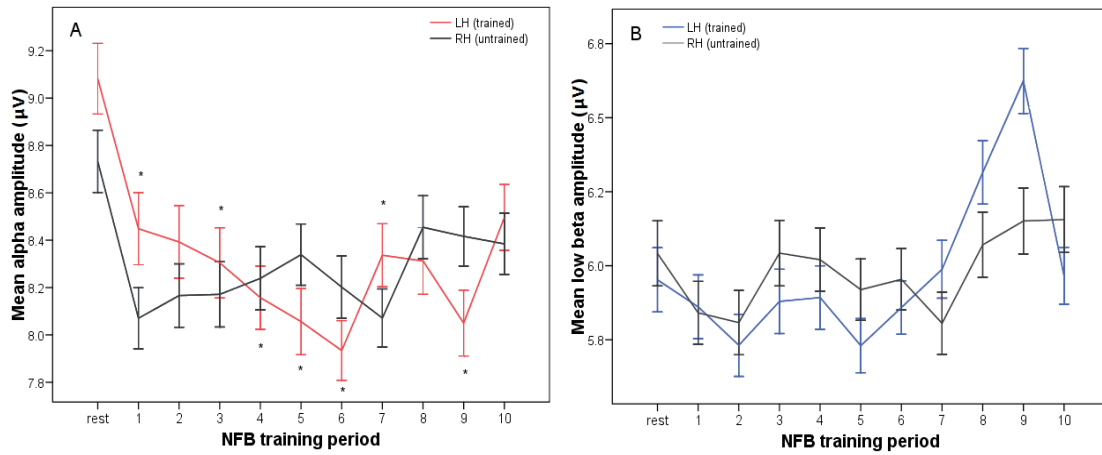 A
LH (trained)
RH (untrained)
Mean alpha amplitude (µV)
9.2
9.0
8.8
8.6
8.4
8.2
8.0
7.8
*
*
*
*
*
*
*
rest 1 2 3 4 5 6 7 8 9 10
NFB training period
B
LH (trained)
RH (untrained)
Mean low beta amplitude (µV)
6.8
6.5
6.2
6.0
5.8
rest 1 2 3 4 5 6 7 8 9 10
NFB training period